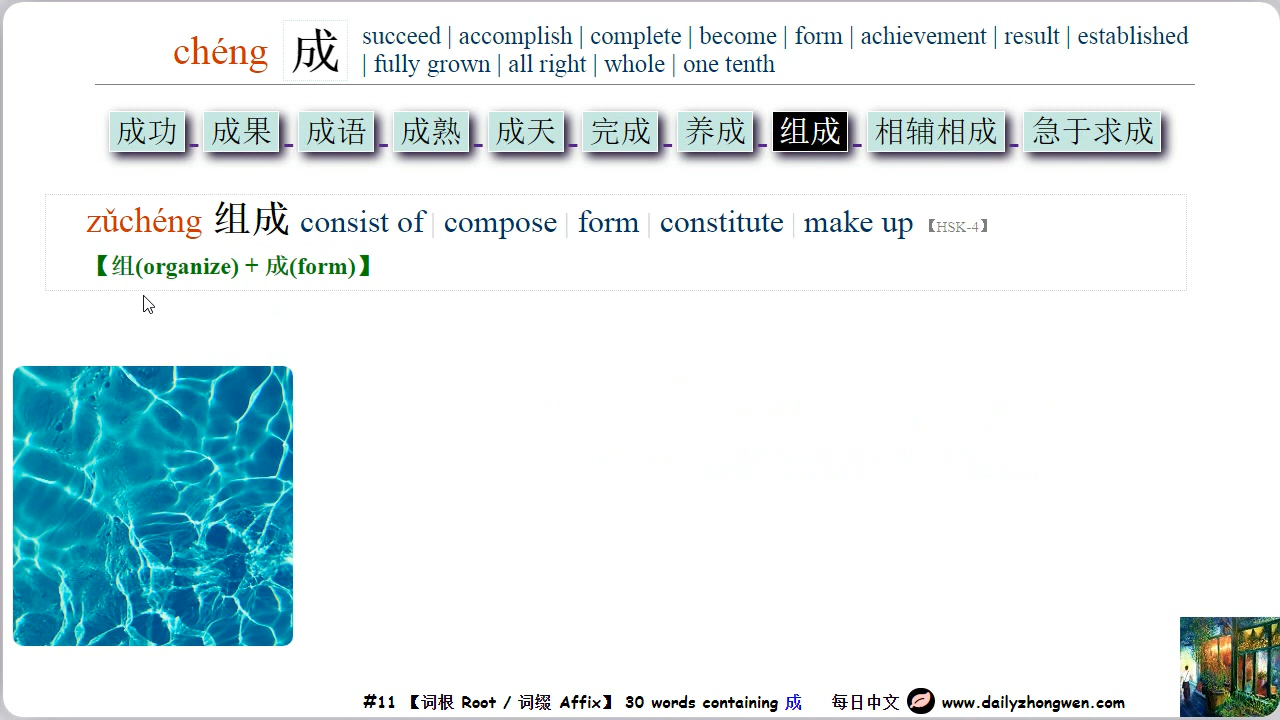 chéng 成 succeed | accomplish | complete | become | form | achievement | result | established
| fully grown | all right | whole | one tenth
成功 - 成果 - 成语 - 成熟 - 成天 - 完成 - 养成 - 组成 - 相辅相成 - 急于求成
zǔchéng 组成 consist of | compose | form | constitute | make up 【HSK-4】
【组(organize) + 成(form)】
#11 【词根 Root / 词缀 Affix】 30 words containing 成 每日中文 www.dailyzhongwen.com